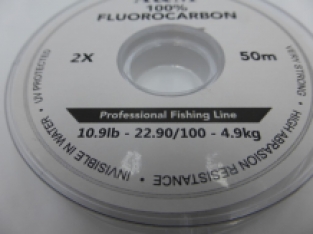 100%
FLUOROCARBON
2X
50m
Professional Fishing Line
10.9lb - 22.90/100 - 4.9kg
UV PROTECTED
• INVISIBLE IN WATER •
HIGH ABRASION RESISTANCE •
STRONG